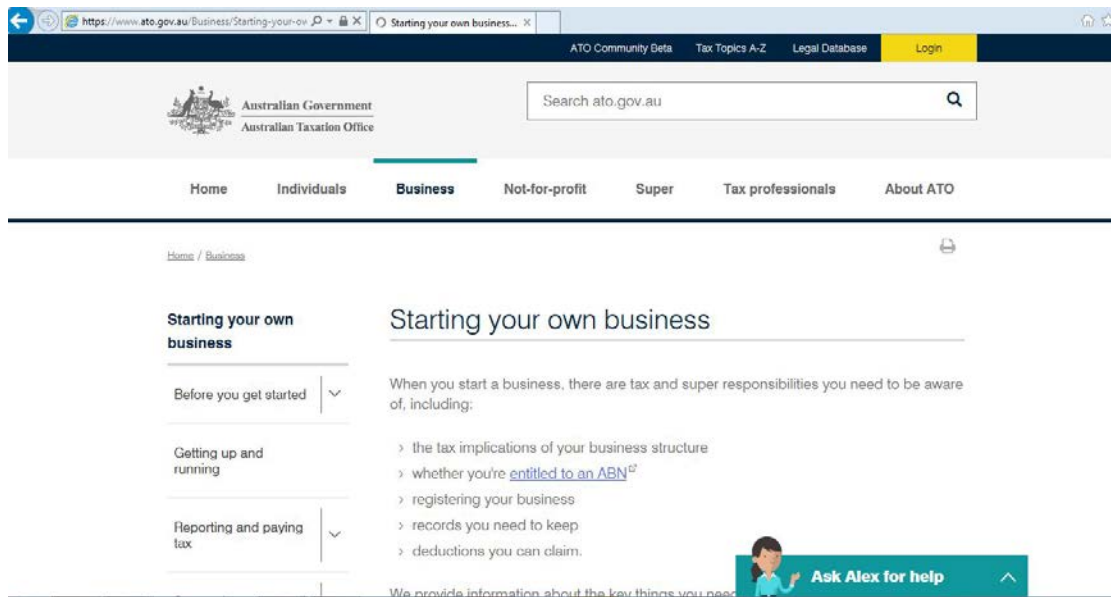 https://www.ato.gov.au/Business/Starting-your-ov
Starting your own business...
ATO Community Beta Tax Topics A-Z Legal Database Login
Australian Government
Australian Taxation Office
Search ato.gov.au
Home Individuals Business Not-for-profit Super Tax professionals About ATO
Home / Business
Starting your own
business
Before you get started
Getting up and
running
Reporting and paying
tax
Starting your own business
When you start a business, there are tax and super responsibilities you need to be aware
of, including:
› the tax implications of your business structure
› whether you're entitled to an ABN
› registering your business
› records you need to keep
› deductions you can claim.
We provide information about the key things you need
Ask Alex for help